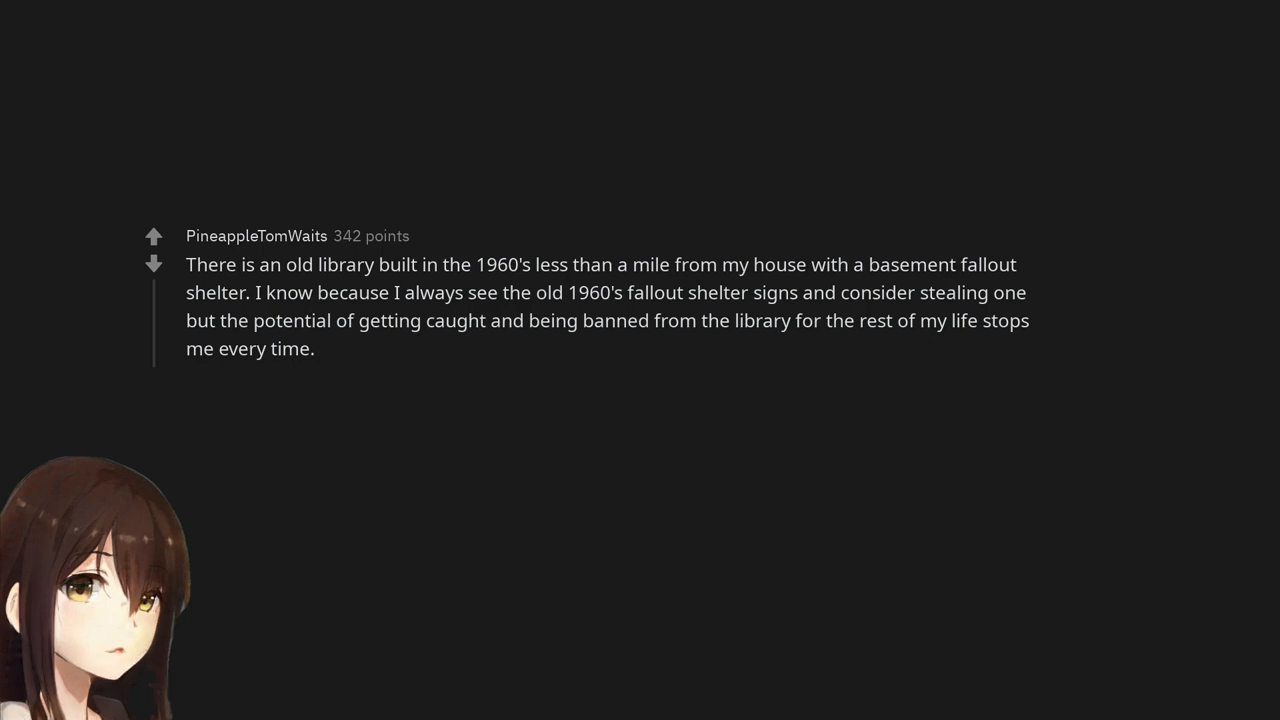 PineappleTomWaits 342 points
There is an old library built in the 1960's less than a mile from my house with a basement fallout
shelter. I know because I always see the old 1960's fallout shelter signs and consider stealing one
but the potential of getting caught and being banned from the library for the rest of my life stops
me every time.